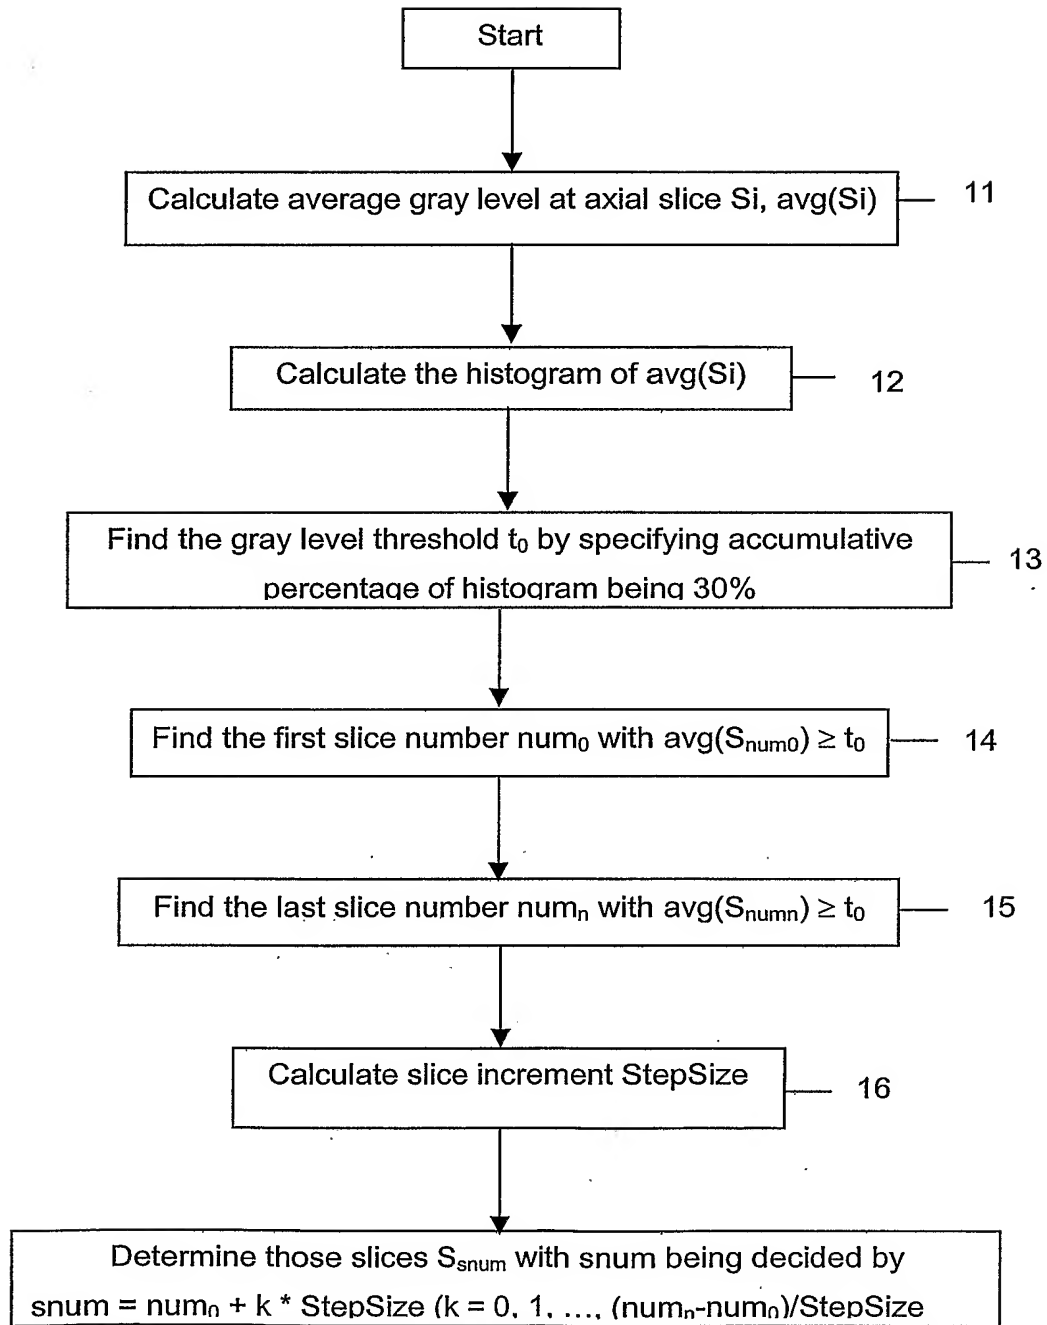 Start
Calculate average gray level at axial slice Si, avg(Si)
11
Calculate the histogram of avg(Si)
12
Find the gray level threshold t₀ by specifying accumulative
percentage of histogram being 30%
13
Find the first slice number num₀ with avg(Sₙᵤₘ₀) ≥ t₀
14
Find the last slice number numₙ with avg(Sₙᵤₘₙ) ≥ t₀
15
Calculate slice increment StepSize
16
Determine those slices Sₛₙᵤₘ with snum being decided by
snum = num₀ + k * StepSize (k = 0, 1, ..., (numₙ-num₀)/StepSize